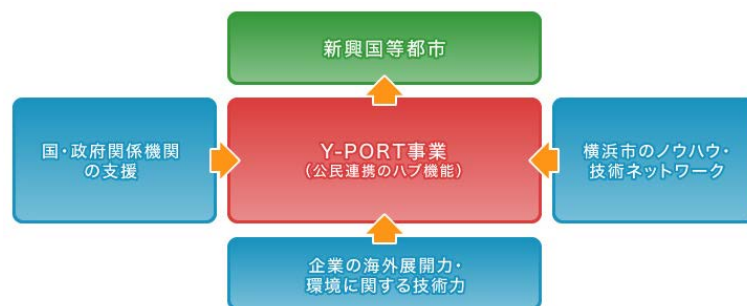 新興国等都市
国・政府関係機関
の支援
Y-PORT事業
(公民連携のハブ機能)
横浜市のノウハウ・
技術ネットワーク
企業の海外展開力・
環境に関する技術力